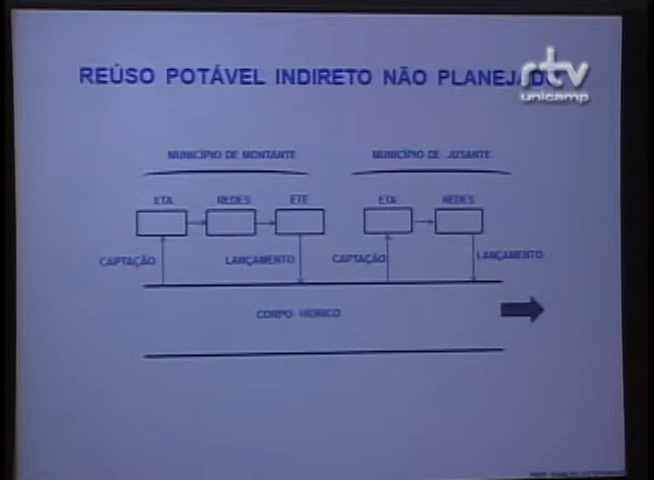 rtv
unicamp
REÚSO POTÁVEL INDIRETO NÃO PLANEJADO
MUNICÍPIO DE MONTANTE MUNICÍPIO DE JUSANTE
ETA REDES ETE ETA REDES
CAPTAÇÃO LANÇAMENTO CAPTAÇÃO LANÇAMENTO
CORPO HÍDRICO